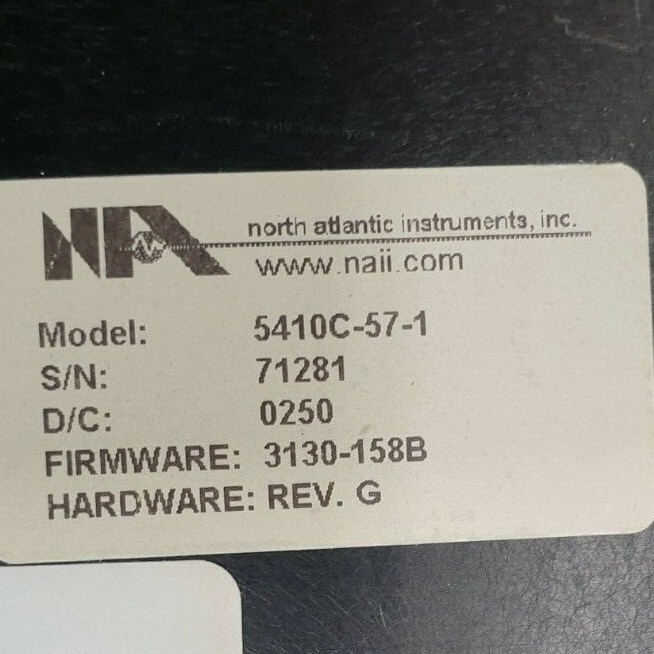 NAI
north atlantic instruments, inc.
www.naii.com
Model: 5410C-57-1
S/N: 71281
D/C: 0250
FIRMWARE: 3130-158B
HARDWARE: REV. G